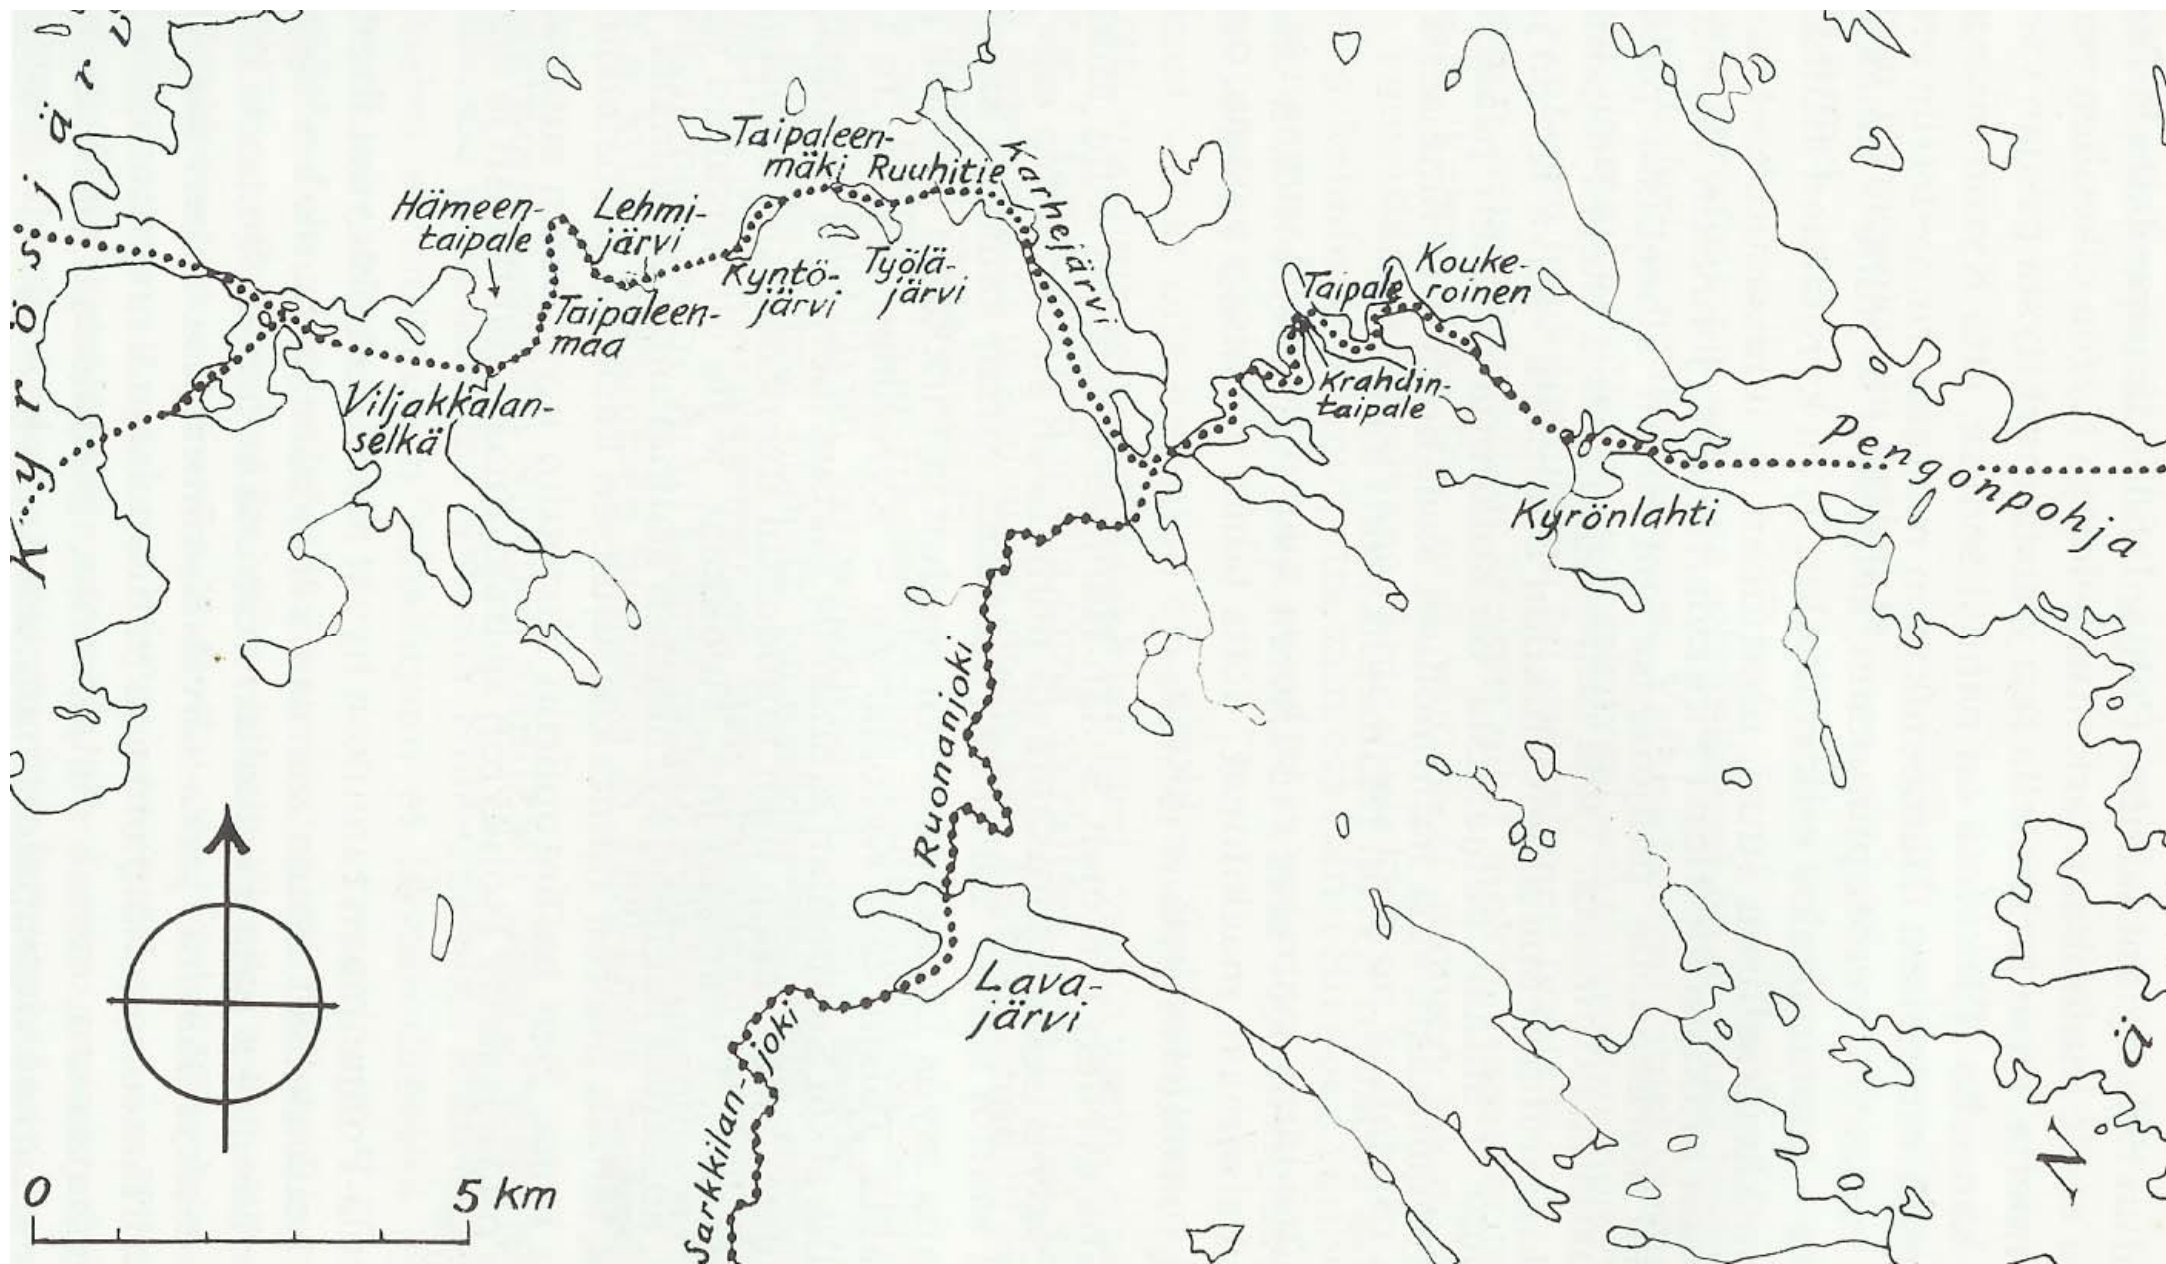 Kyrösjär
Taipaleen-
mäki
Ruuhitie
Karhejärvi
Hämeen-
taipale
Lehmi-
järvi
Kyntö-
järvi
Työlä-
järvi
Taipaleen-
maa
Viljakkalan-
selkä
Taipale
Kouke-
roinen
Krahdin-
taipale
Pengonpohja
Kyrönlahti
Ruonanjoki
Lava-
järvi
Sarkkilan-
joki
Nä
0 5 km